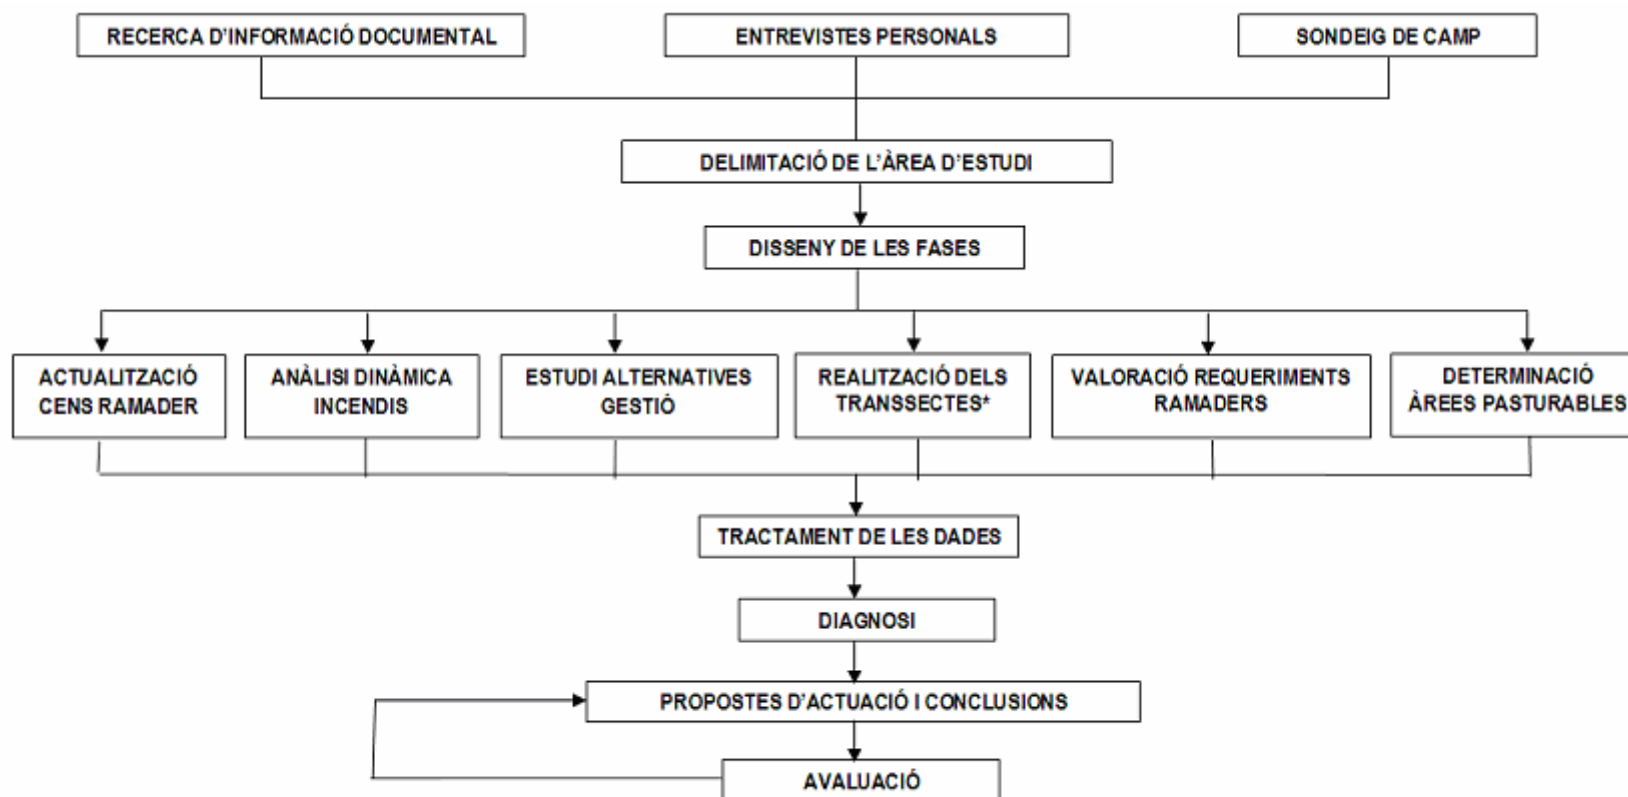 RECERCA D'INFORMACIÓ DOCUMENTAL
ENTREVISTES PERSONALS
SONDEIG DE CAMP
DELIMITACIÓ DE L'ÀREA D'ESTUDI
DISSENY DE LES FASES
ACTUALITZACIÓ
CENS RAMADER
ANÀLISI DINÀMICA
INCENDIS
ESTUDI ALTERNATIVES
GESTIÓ
REALITZACIÓ DELS
TRANSSECTES*
VALORACIÓ REQUERIMENTS
RAMADERS
DETERMINACIÓ
ÀREES PASTURABLES
TRACTAMENT DE LES DADES
DIAGNOSI
PROPOSTES D'ACTUACIÓ I CONCLUSIONS
AVALUACIÓ